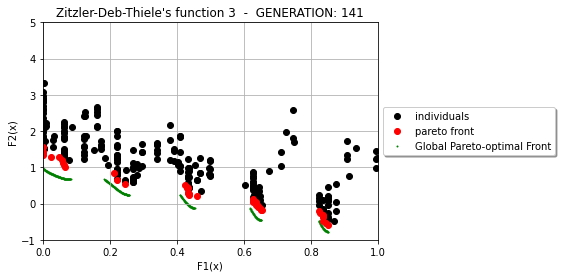 Zitzler-Deb-Thiele's function 3 - GENERATION: 141
5
4
3
2
1
0
−1
F2(x)
0.0 0.2 0.4 0.6 0.8 1.0
F1(x)
individuals
pareto front
Global Pareto-optimal Front